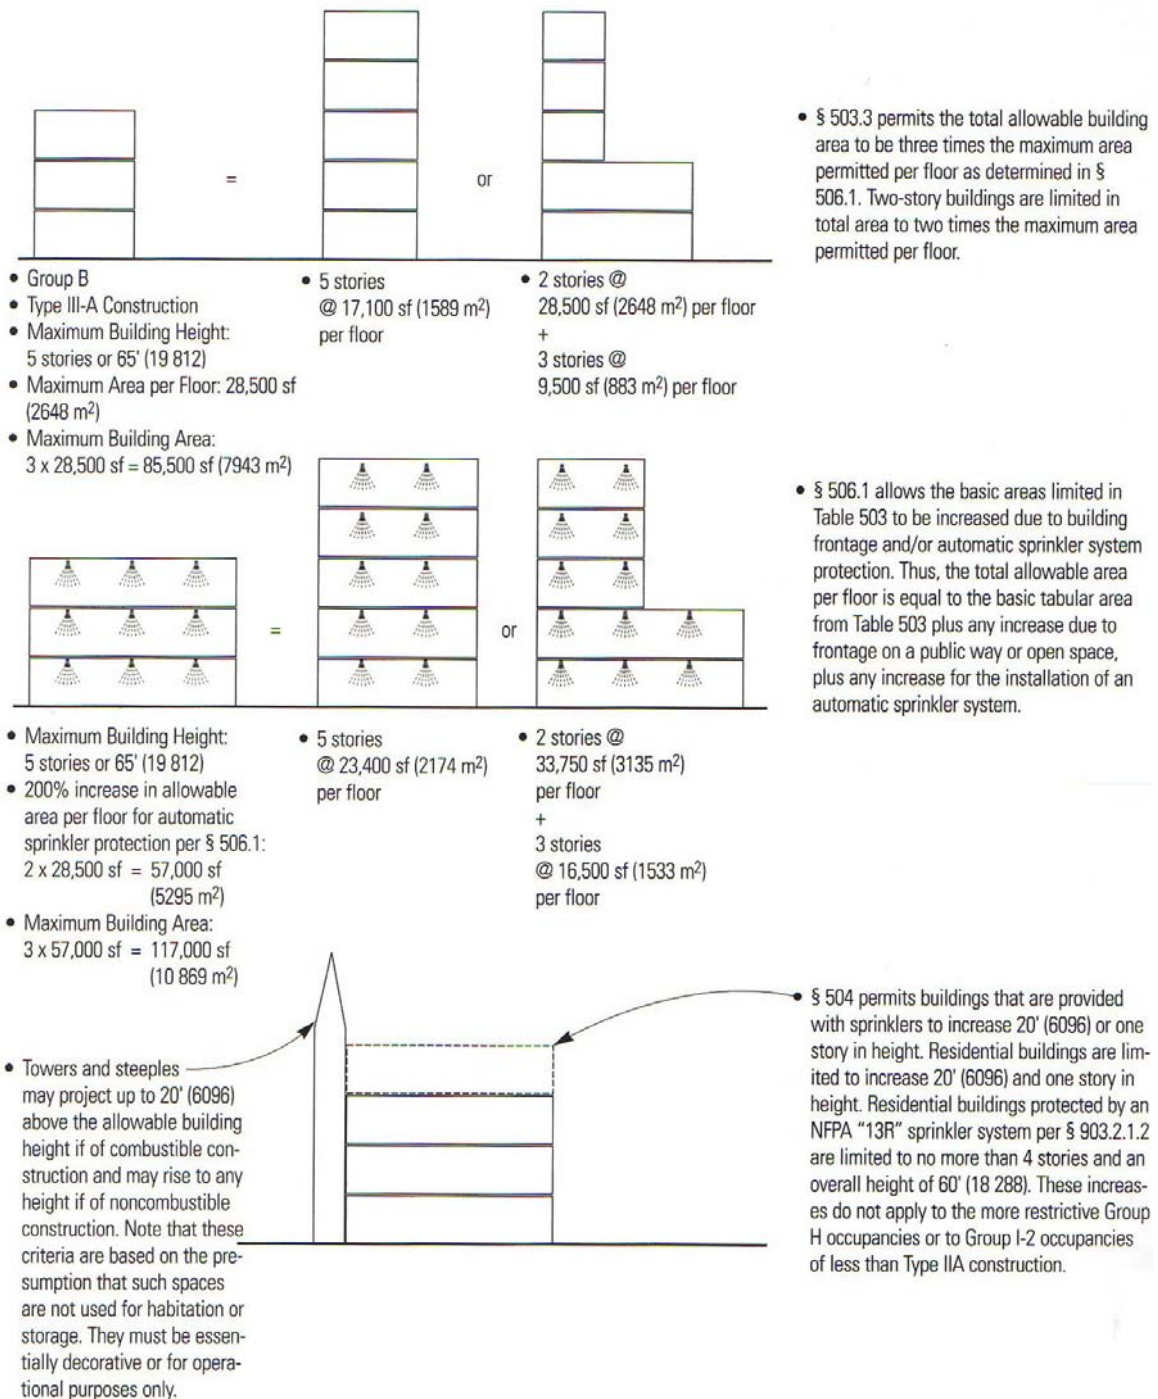 =
or
• § 503.3 permits the total allowable building
area to be three times the maximum area
permitted per floor as determined in §
506.1. Two-story buildings are limited in
total area to two times the maximum area
permitted per floor.
• Group B
• Type III-A Construction
• Maximum Building Height:
5 stories or 65' (19 812)
• Maximum Area per Floor: 28,500 sf
(2648 m²)
• Maximum Building Area:
3 x 28,500 sf = 85,500 sf (7943 m²)
• 5 stories
@ 17,100 sf (1589 m²)
per floor
• 2 stories @
28,500 sf (2648 m²) per floor
+
3 stories @
9,500 sf (883 m²) per floor
=
or
• § 506.1 allows the basic areas limited in
Table 503 to be increased due to building
frontage and/or automatic sprinkler system
protection. Thus, the total allowable area
per floor is equal to the basic tabular area
from Table 503 plus any increase due to
frontage on a public way or open space,
plus any increase for the installation of an
automatic sprinkler system.
• Maximum Building Height:
5 stories or 65' (19 812)
• 200% increase in allowable
area per floor for automatic
sprinkler protection per § 506.1:
2 x 28,500 sf = 57,000 sf
(5295 m²)
• Maximum Building Area:
3 x 57,000 sf = 117,000 sf
(10 869 m²)
• 5 stories
@ 23,400 sf (2174 m²)
per floor
• 2 stories @
33,750 sf (3135 m²)
per floor
+
3 stories
@ 16,500 sf (1533 m²)
per floor
• Towers and steeples
may project up to 20' (6096)
above the allowable building
height if of combustible con-
struction and may rise to any
height if of noncombustible
construction. Note that these
criteria are based on the pre-
sumption that such spaces
are not used for habitation or
storage. They must be essen-
tially decorative or for opera-
tional purposes only.
• § 504 permits buildings that are provided
with sprinklers to increase 20' (6096) or one
story in height. Residential buildings are lim-
ited to increase 20' (6096) and one story in
height. Residential buildings protected by an
NFPA "13R" sprinkler system per § 903.2.1.2
are limited to no more than 4 stories and an
overall height of 60' (18 288). These increas-
es do not apply to the more restrictive Group
H occupancies or to Group I-2 occupancies
of less than Type IIA construction.